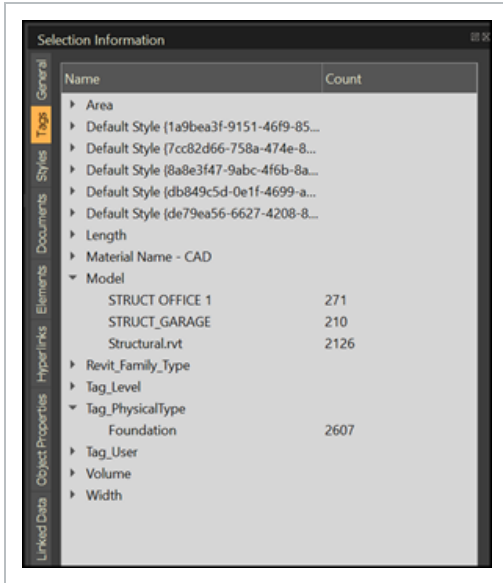 Selection Information
General
Tags
Styles
Documents
Elements
Hyperlinks
Object Properties
Linked Data
Name Count
Area
Default Style (1a9bea3f-9151-46f9-85...
Default Style (7cc82d66-758a-474e-8...
Default Style (8a8e3f47-9abc-4f6b-8a...
Default Style (db849c5d-0e1f-4699-a...
Default Style (de79ea56-6627-4208-8...
Length
Material Name - CAD
Model
STRUCT OFFICE 1 271
STRUCT_GARAGE 210
Structural.rvt 2126
Revit_Family_Type
Tag_Level
Tag_PhysicalType
Foundation 2607
Tag_User
Volume
Width